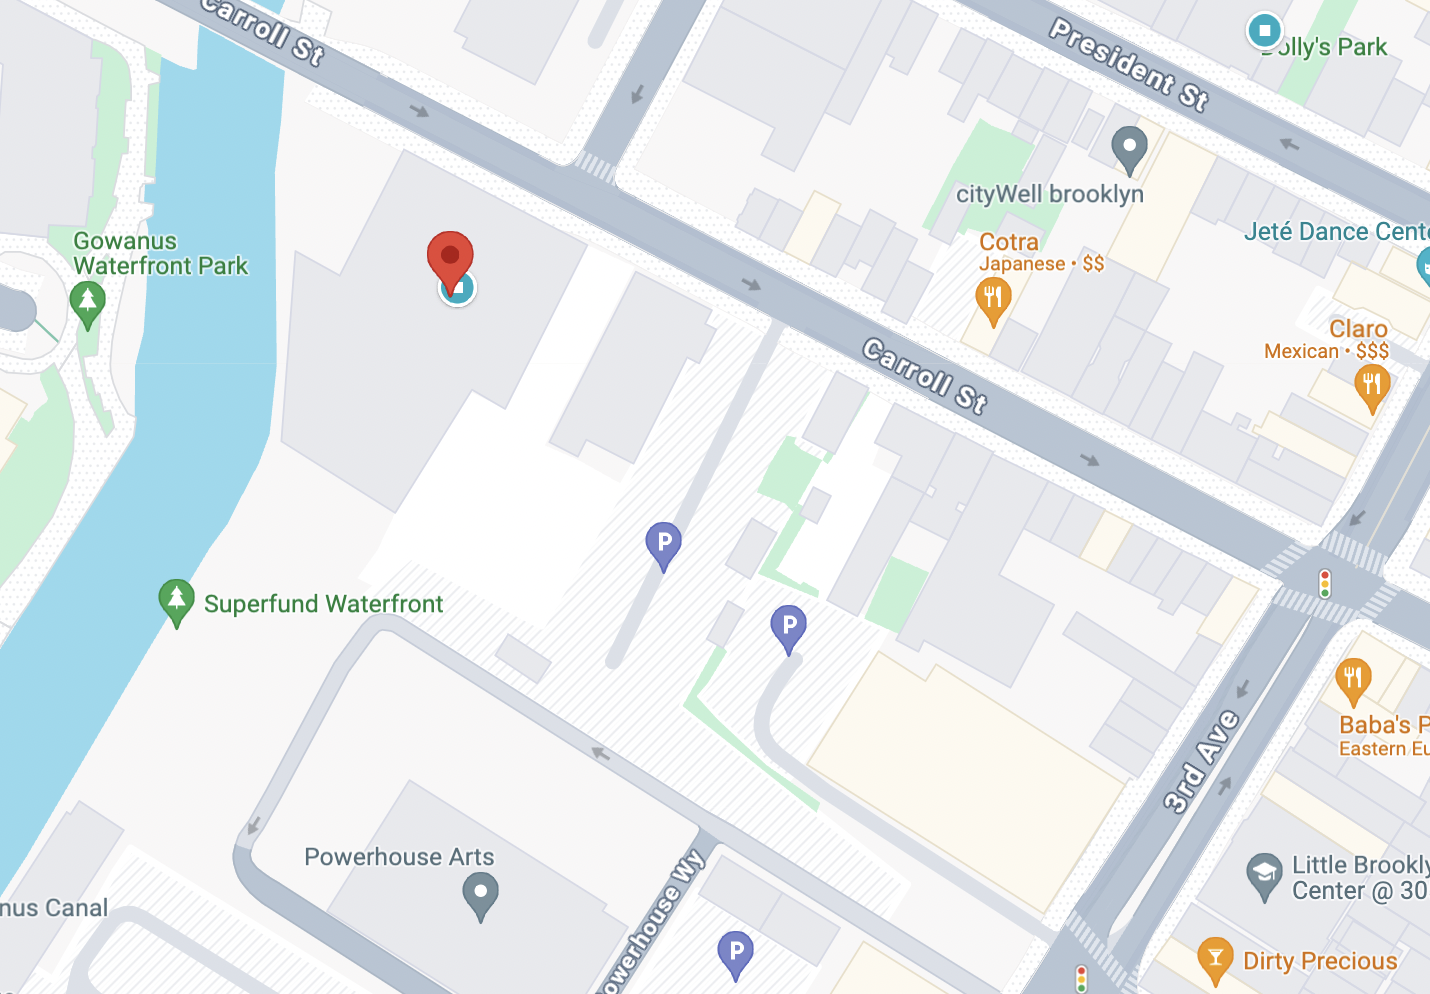 Carroll St
President St
Dolly's Park
cityWell brooklyn
Gowanus
Waterfront Park
Cotra
Japanese • $$
Jeté Dance Cente
Claro
Mexican • $$$
Carroll St
P
Superfund Waterfront
P
Baba's P
Eastern Eu
3rd Ave
Powerhouse Arts
Little Brookly
Center @ 30
nus Canal
owerhouse Wy
P
Dirty Precious